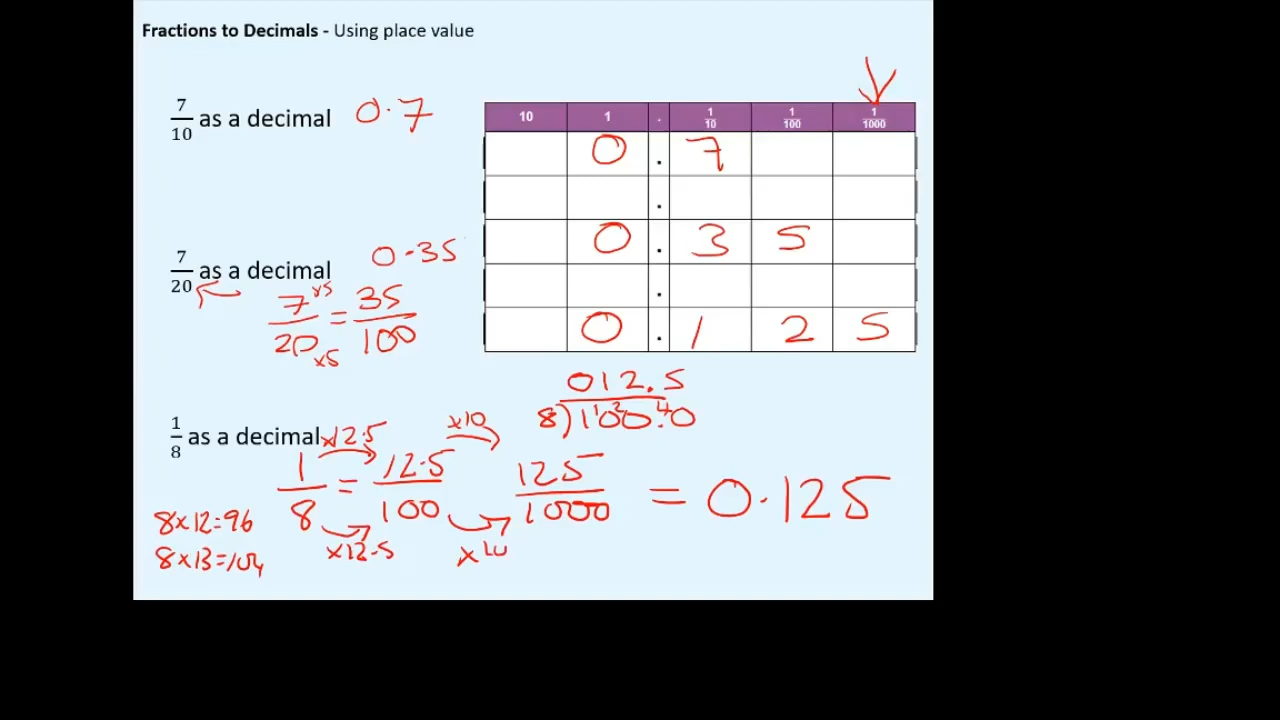 Fractions to Decimals - Using place value
7/10 as a decimal 0.7
10 1 . 1/10 1/100 1/1000
0 . 7
.
0 . 3 5
.
0 . 1 2 5
7/20 as a decimal 0.35
7/20 = 35/100
×5
×5
1/8 as a decimal
012.5
8)1¹0²0.⁴0
×12.5
×10
1/8 = 12.5/100
125/1000 = 0.125
×12.5
×10
8×12=96
8×13=104